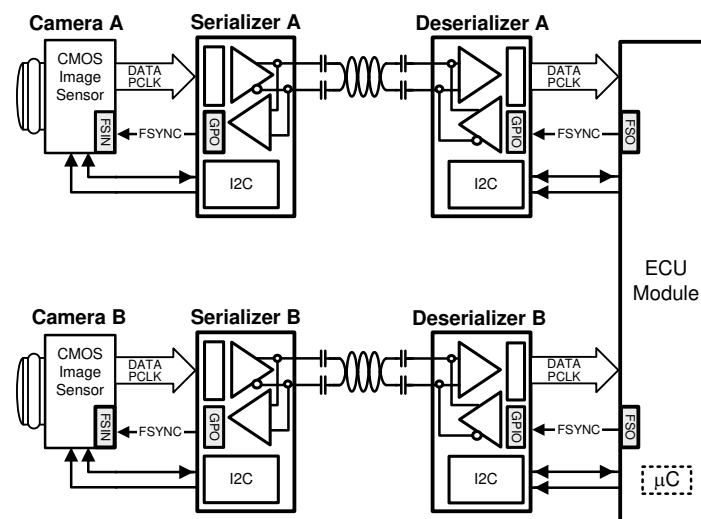 Camera A
Serializer A
Deserializer A
CMOS
Image
Sensor
DATA
PCLK
DATA
PCLK
FSIN
FSYNC
GPO
GPIO
FSYNC
FSO
I2C
I2C
ECU
Module
Camera B
Serializer B
Deserializer B
CMOS
Image
Sensor
DATA
PCLK
DATA
PCLK
FSIN
FSYNC
GPO
GPIO
FSYNC
FSO
I2C
I2C
μC